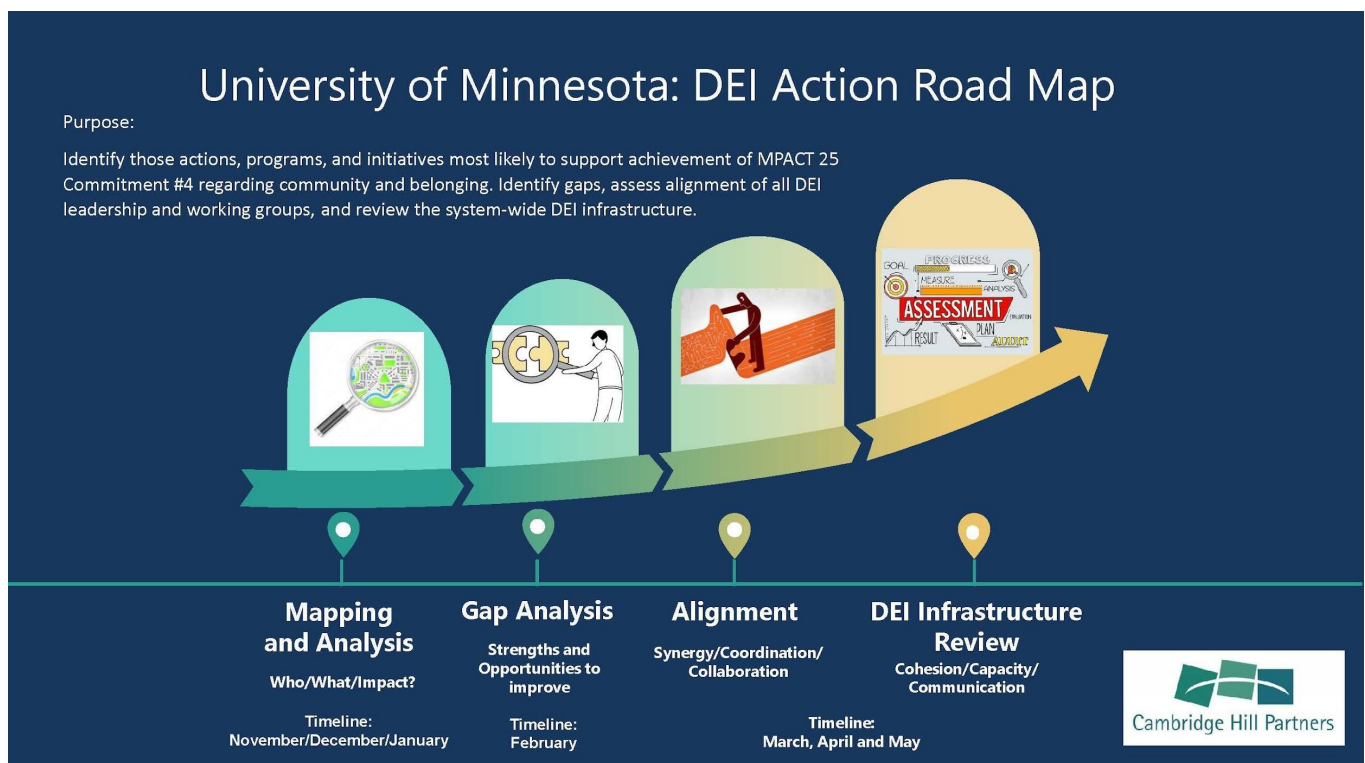 University of Minnesota: DEI Action Road Map
Purpose:
Identify those actions, programs, and initiatives most likely to support achievement of MPACT 25
Commitment #4 regarding community and belonging. Identify gaps, assess alignment of all DEI
leadership and working groups, and review the system-wide DEI infrastructure.
GOAL
PROGRESS
MEASURE
ANALYSIS
ASSESSMENT
EVALUATION
RESULT
PLAN
AUDIT
Mapping
and Analysis
Who/What/Impact?
Timeline:
November/December/January
Gap Analysis
Strengths and
Opportunities to
improve
Timeline:
February
Alignment
Synergy/Coordination/
Collaboration
DEI Infrastructure
Review
Cohesion/Capacity/
Communication
Timeline:
March, April and May
Cambridge Hill Partners